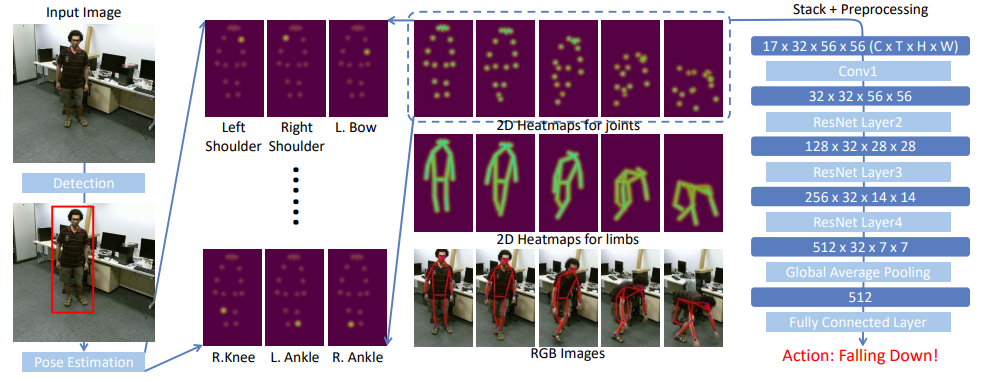 Input Image
Detection
Pose Estimation
Left
Shoulder
Right
Shoulder
L. Bow
R.Knee
L. Ankle
R. Ankle
2D Heatmaps for joints
2D Heatmaps for limbs
RGB Images
Stack + Preprocessing
17 x 32 x 56 x 56 (C x T x H x W)
Conv1
32 x 32 x 56 x 56
ResNet Layer2
128 x 32 x 28 x 28
ResNet Layer3
256 x 32 x 14 x 14
ResNet Layer4
512 x 32 x 7 x 7
Global Average Pooling
512
Fully Connected Layer
Action: Falling Down!